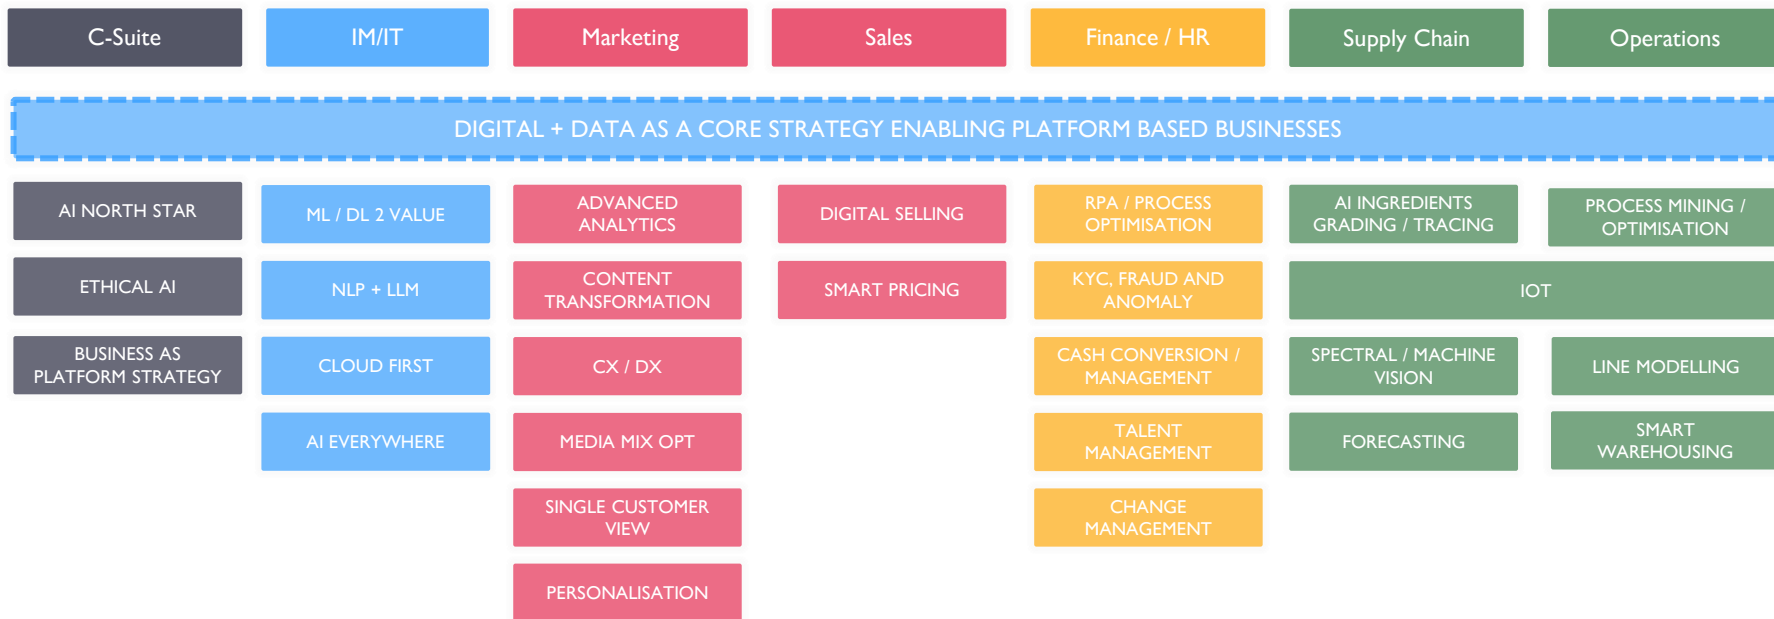 C-Suite
IM/IT
Marketing
Sales
Finance / HR
Supply Chain
Operations
DIGITAL + DATA AS A CORE STRATEGY ENABLING PLATFORM BASED BUSINESSES
AI NORTH STAR
ETHICAL AI
BUSINESS AS
PLATFORM STRATEGY
ML / DL 2 VALUE
NLP + LLM
CLOUD FIRST
AI EVERYWHERE
ADVANCED
ANALYTICS
CONTENT
TRANSFORMATION
CX / DX
MEDIA MIX OPT
SINGLE CUSTOMER
VIEW
PERSONALISATION
DIGITAL SELLING
SMART PRICING
RPA / PROCESS
OPTIMISATION
KYC, FRAUD AND
ANOMALY
CASH CONVERSION /
MANAGEMENT
TALENT
MANAGEMENT
CHANGE
MANAGEMENT
AI INGREDIENTS
GRADING / TRACING
IOT
SPECTRAL / MACHINE
VISION
FORECASTING
PROCESS MINING /
OPTIMISATION
LINE MODELLING
SMART
WAREHOUSING